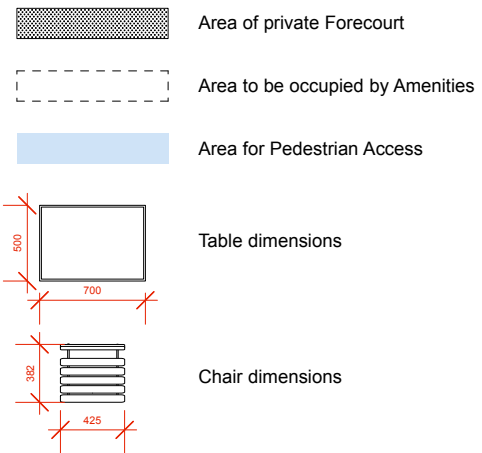 Area of private Forecourt
Area to be occupied by Amenities
Area for Pedestrian Access
500
Table dimensions
700
382
Chair dimensions
425